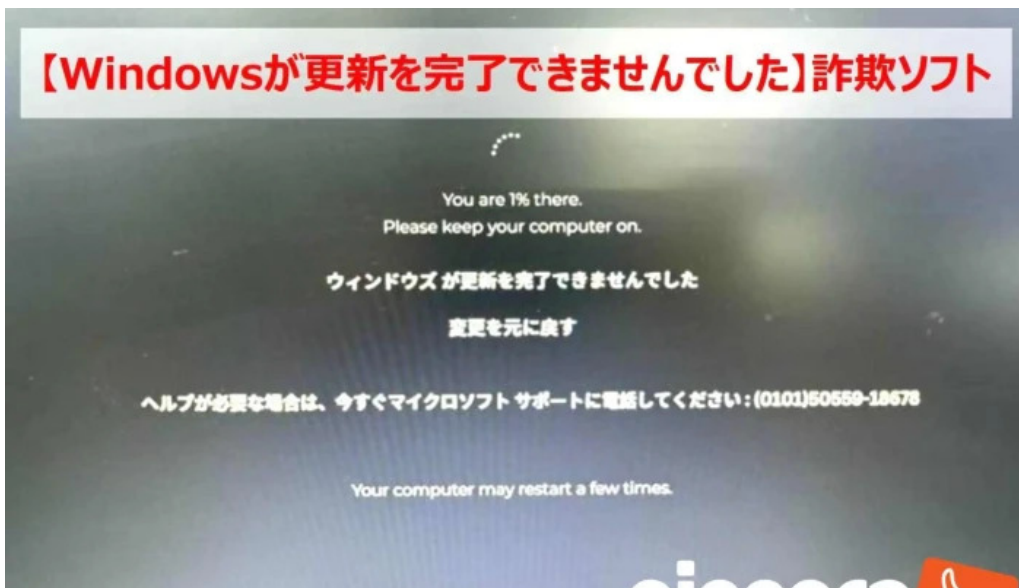 【Windowsが更新を完了できませんでした】詐欺ソフト
You are 1% there.
Please keep your computer on.
ウィンドウズ が更新を完了できませんでした
変更を元に戻す
ヘルプが必要な場合は、今すぐマイクロソフト サポートに電話してください:(0101)50559-18678
Your computer may restart a few times.